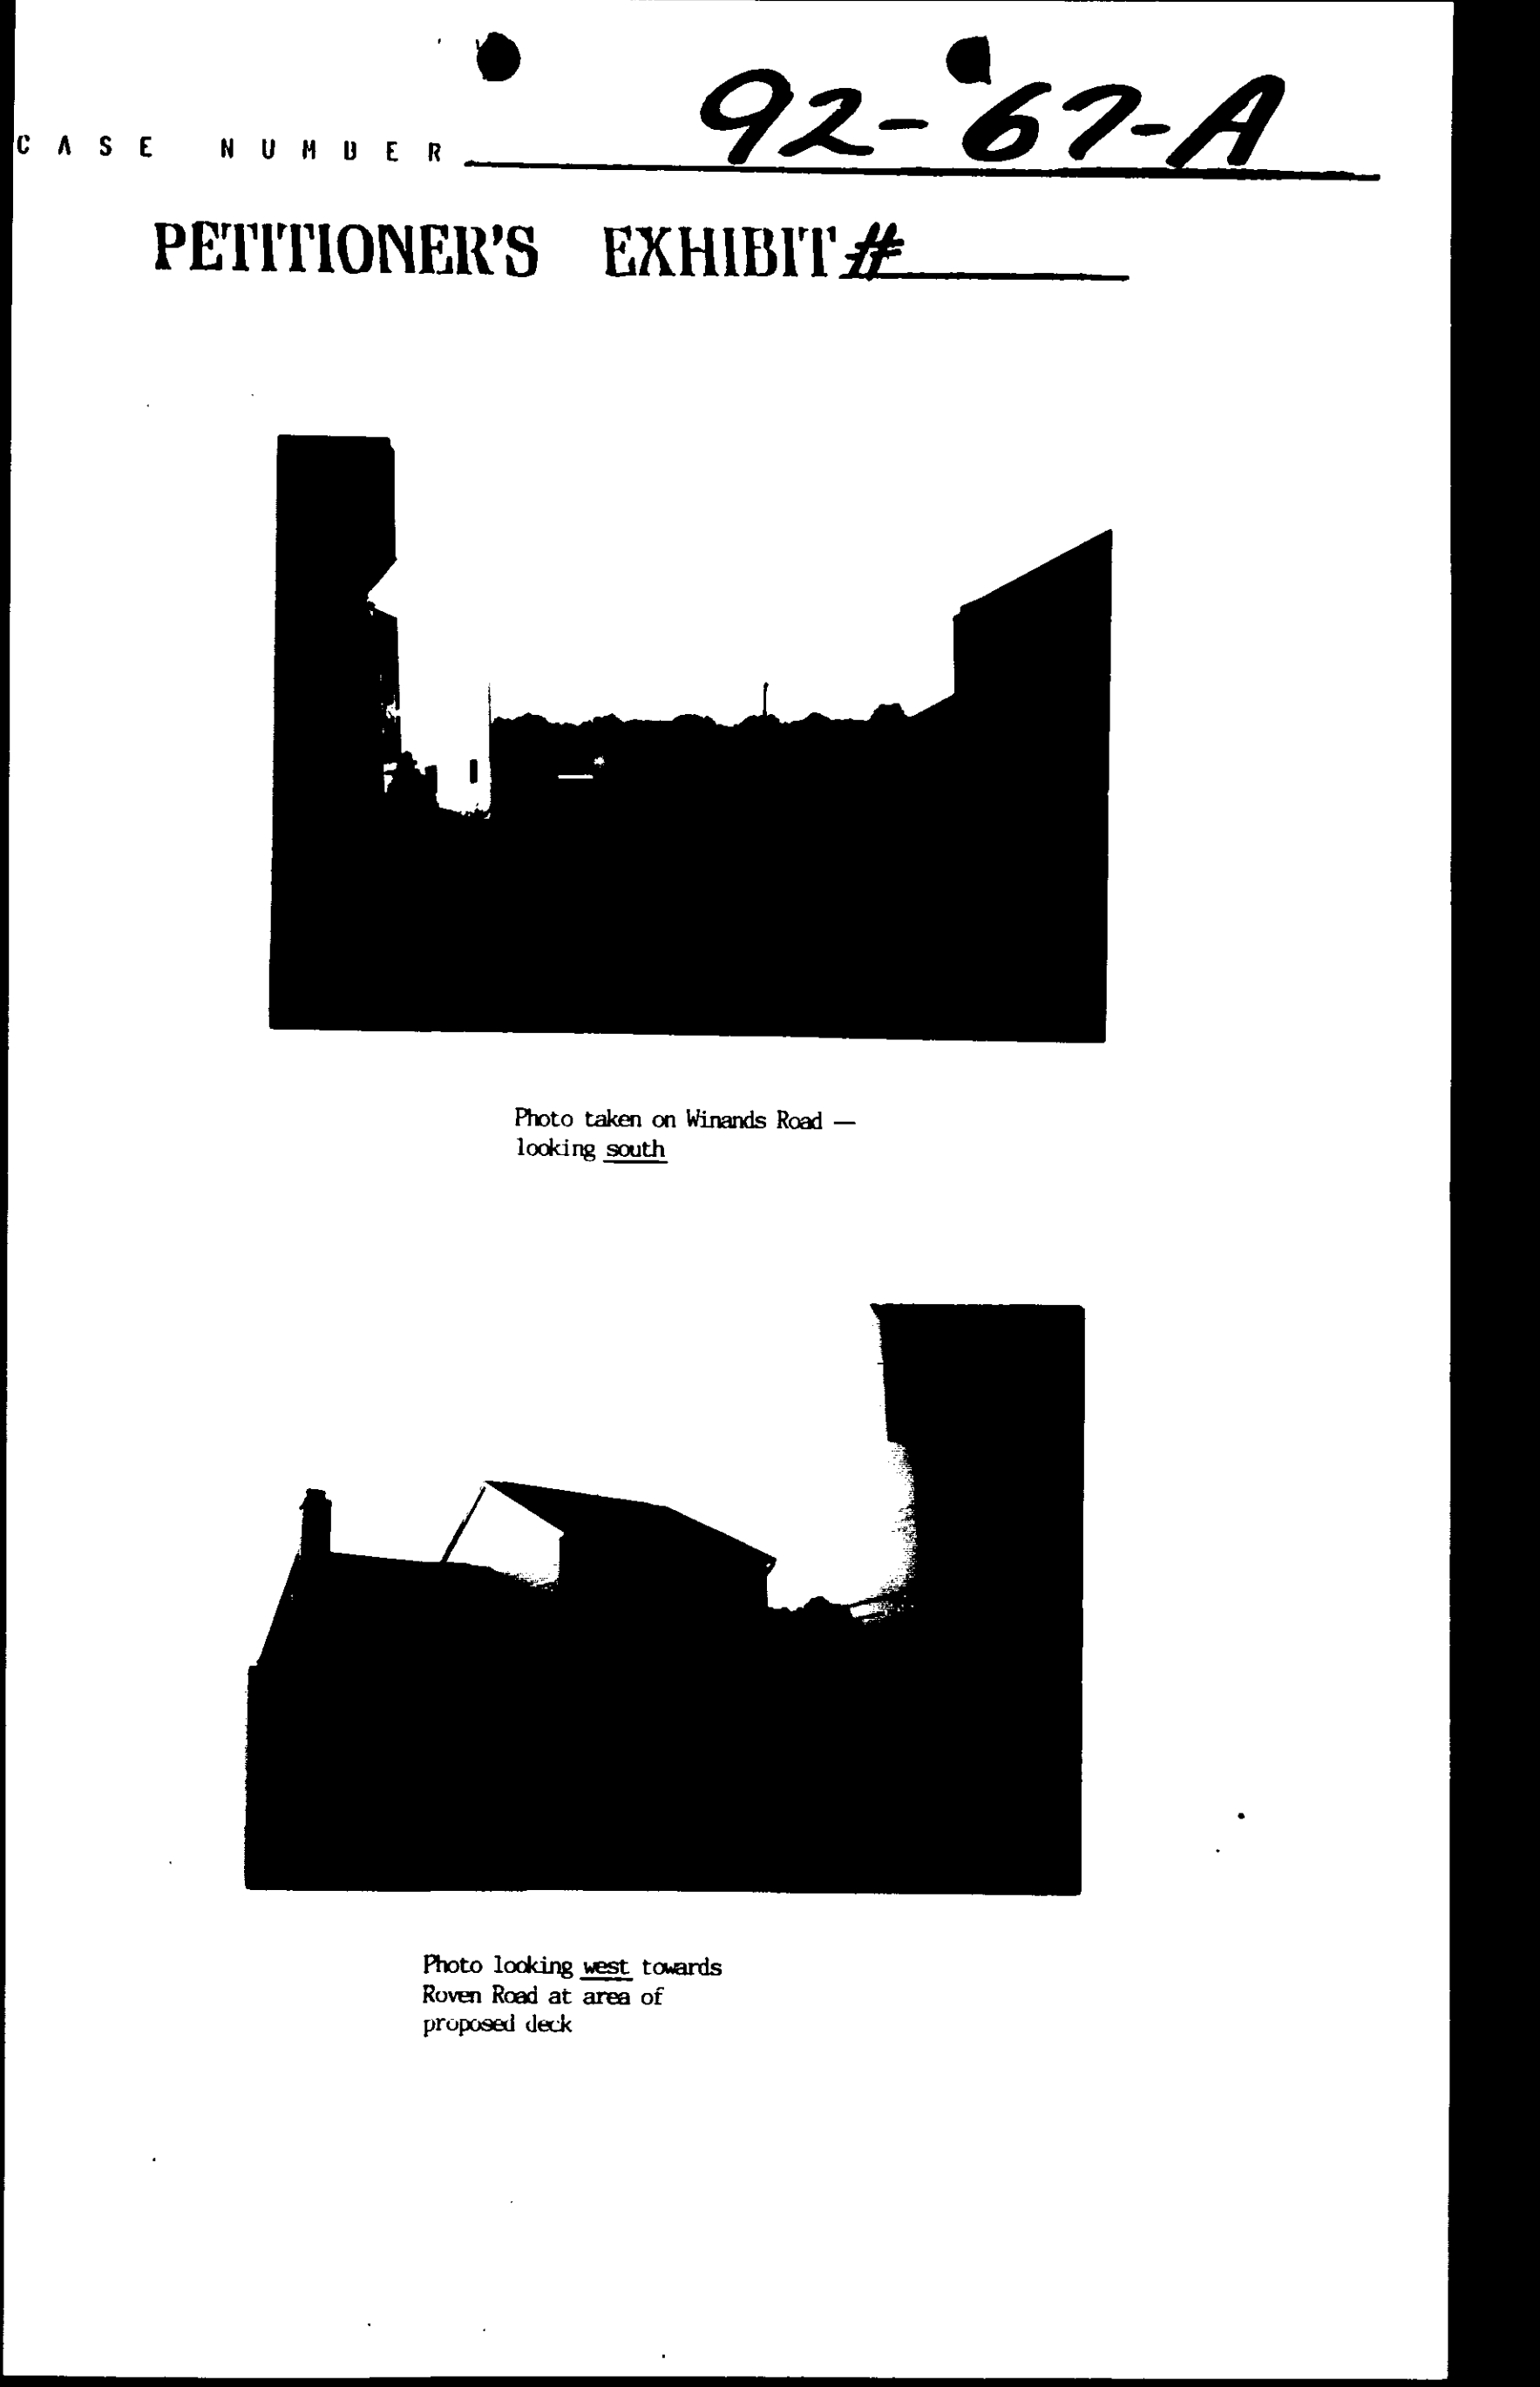 CASE NUMBER 92-67-A
PETITIONER'S EXHIBIT #
Photo taken on Winands Road —
looking south
Photo looking west towards
Roven Road at area of
proposed deck